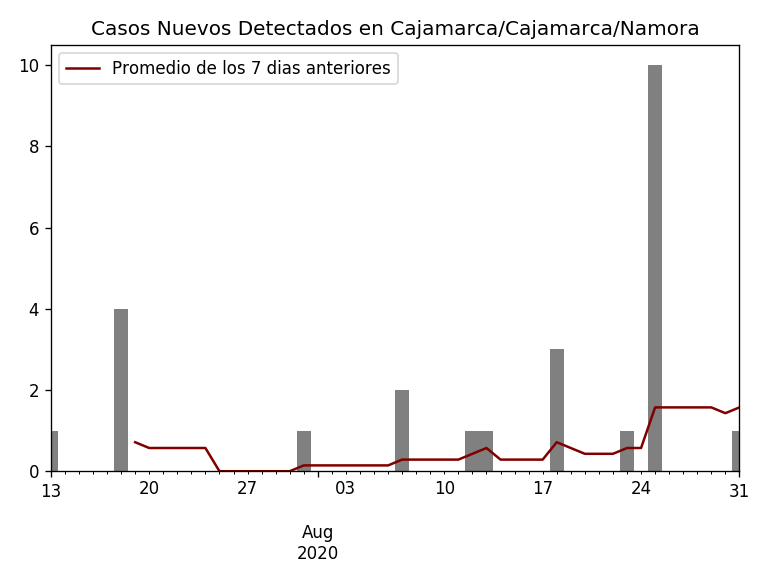 Casos Nuevos Detectados en Cajamarca/Cajamarca/Namora
Promedio de los 7 dias anteriores
10
8
6
4
2
0
13 20 27 03 10 17 24 31
Aug
2020